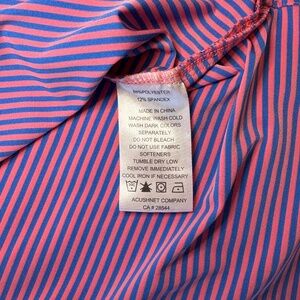 88%POLYESTER
12% SPANDEX
MADE IN CHINA
MACHINE WASH COLD
WASH DARK COLORS
SEPARATELY
DO NOT BLEACH
DO NOT USE FABRIC
SOFTENERS
TUMBLE DRY LOW
REMOVE IMMEDIATELY
COOL IRON IF NECESSARY
ACUSHNET COMPANY
CA # 28644